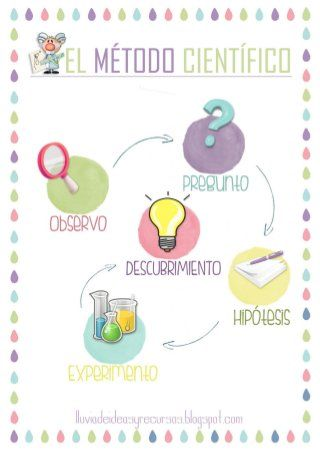 EL MÉTODO CIENTÍFICO
PREGUNTO
OBSERVO
DESCUBRIMIENTO
HIPÓTESIS
EXPERIMENTO
lluviadeideasyrecursos.blogspot.com